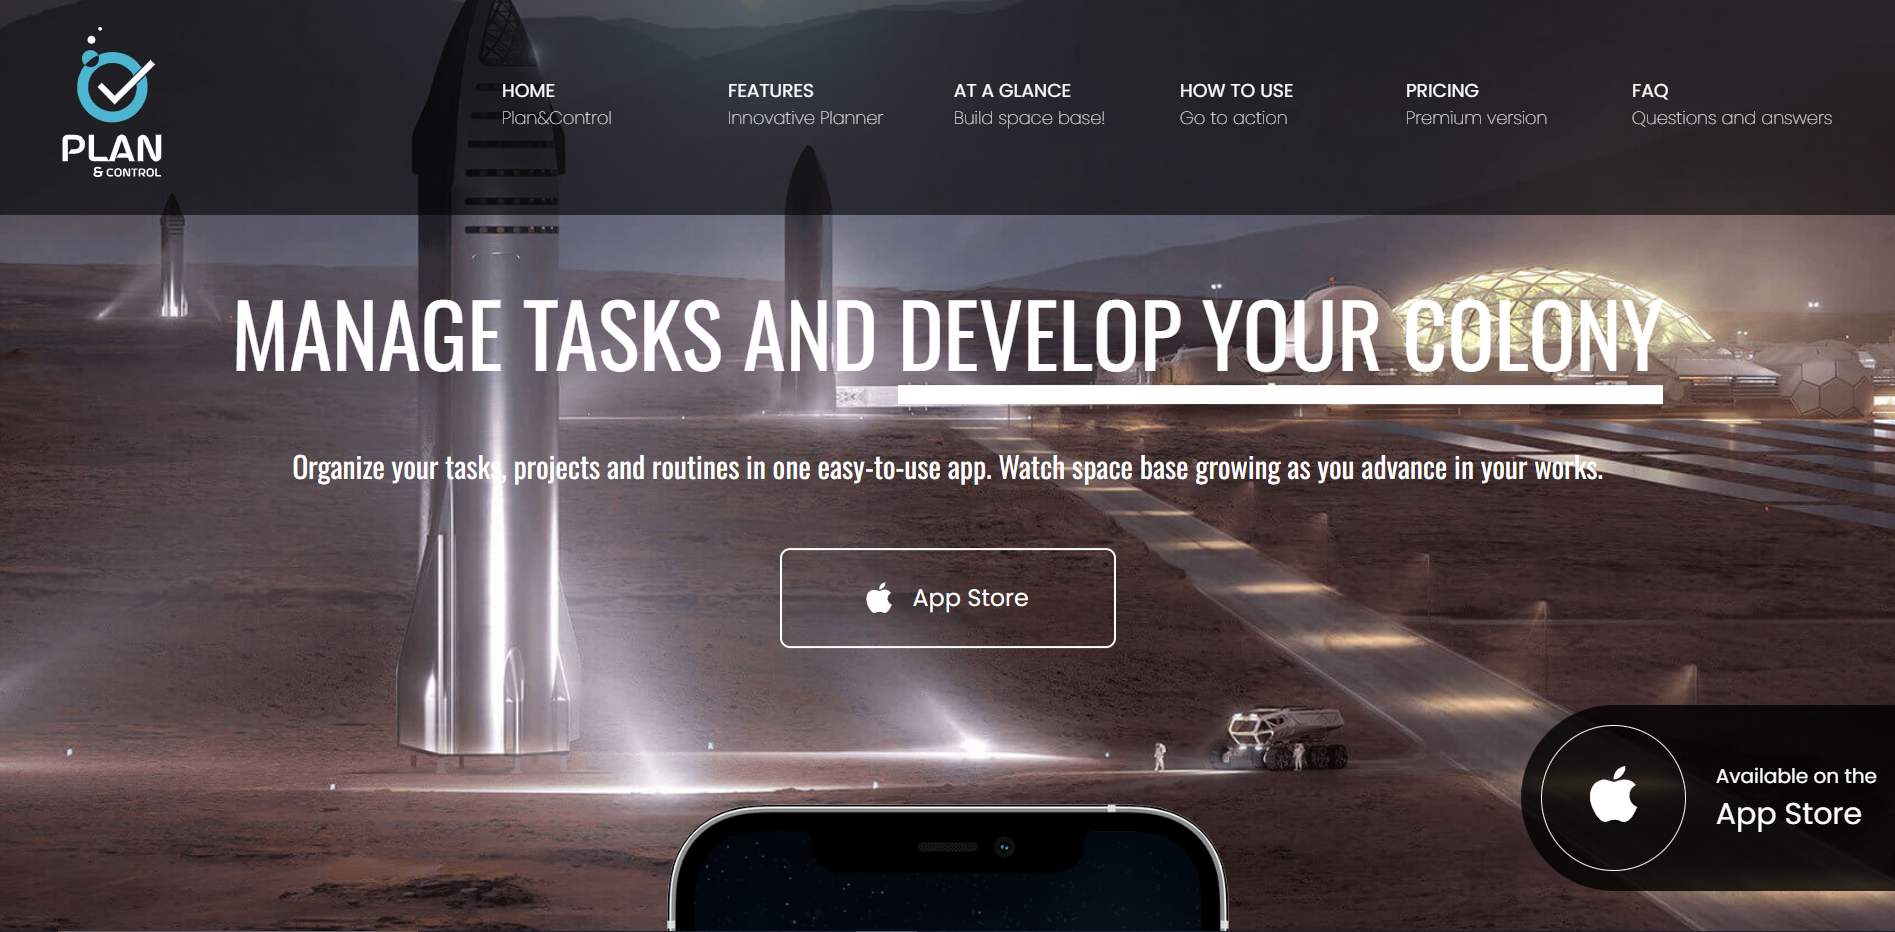 PLAN
& CONTROL
HOME
Plan&Control
FEATURES
Innovative Planner
AT A GLANCE
Build space base!
HOW TO USE
Go to action
PRICING
Premium version
FAQ
Questions and answers
MANAGE TASKS AND DEVELOP YOUR COLONY
Organize your tasks, projects and routines in one easy-to-use app. Watch space base growing as you advance in your works.
App Store
Available on the
App Store